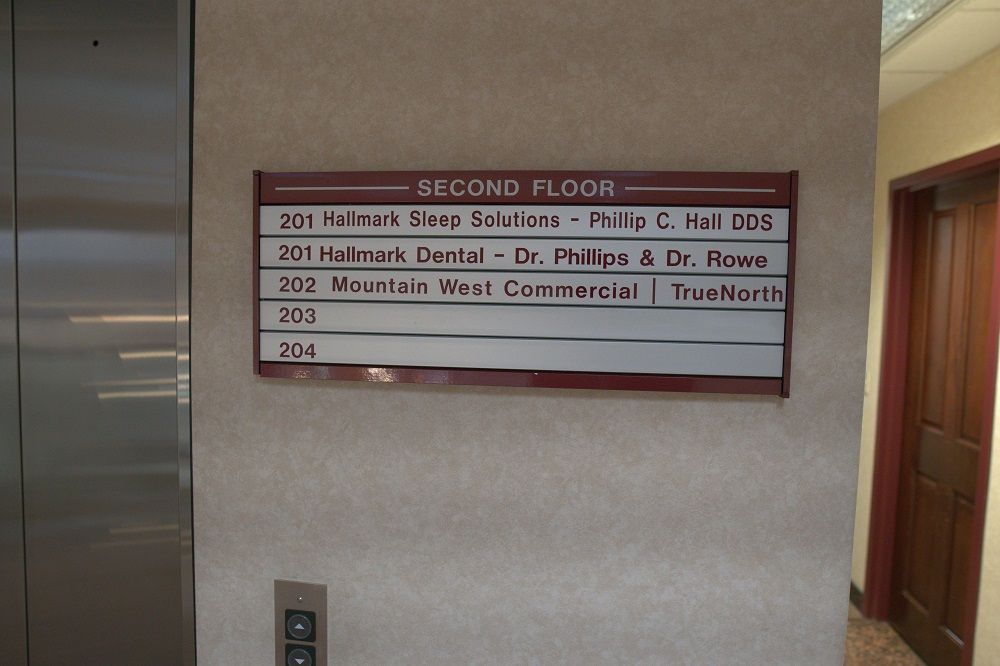 SECOND FLOOR
201 Hallmark Sleep Solutions - Phillip C. Hall DDS
201 Hallmark Dental - Dr. Phillips & Dr. Rowe
202 Mountain West Commercial | TrueNorth
203
204